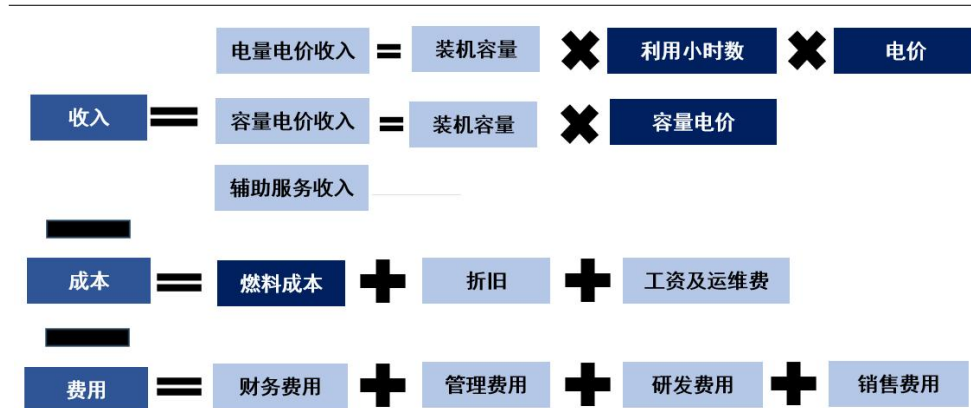 电量电价收入 = 装机容量 ✖ 利用小时数 ✖ 电价
收入 = 容量电价收入 = 装机容量 ✖ 容量电价
辅助服务收入
成本 = 燃料成本 + 折旧 + 工资及运维费
费用 = 财务费用 + 管理费用 + 研发费用 + 销售费用